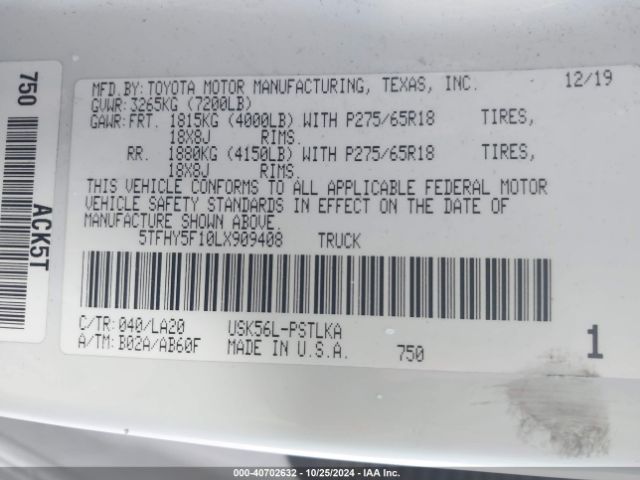 MFD.BY: TOYOTA MOTOR MANUFACTURING, TEXAS, INC. 12/19
GVWR: 3265KG (7200LB)
GAWR: FRT. 1815KG (4000LB) WITH P275/65R18 TIRES,
18X8J RIMS.
RR. 1880KG (4150LB) WITH P275/65R18 TIRES,
18X8J RIMS.
THIS VEHICLE CONFORMS TO ALL APPLICABLE FEDERAL MOTOR
VEHICLE SAFETY STANDARDS IN EFFECT ON THE DATE OF
MANUFACTURE SHOWN ABOVE.
5TFHY5F10LX909408 TRUCK
C/TR: 040/LA20 USK56L-PSTLKA
A/TM: B02A/AB60F MADE IN U.S.A. 750 1
750
ACK5T
000-40702632 - 10/25/2024 - IAAI.com